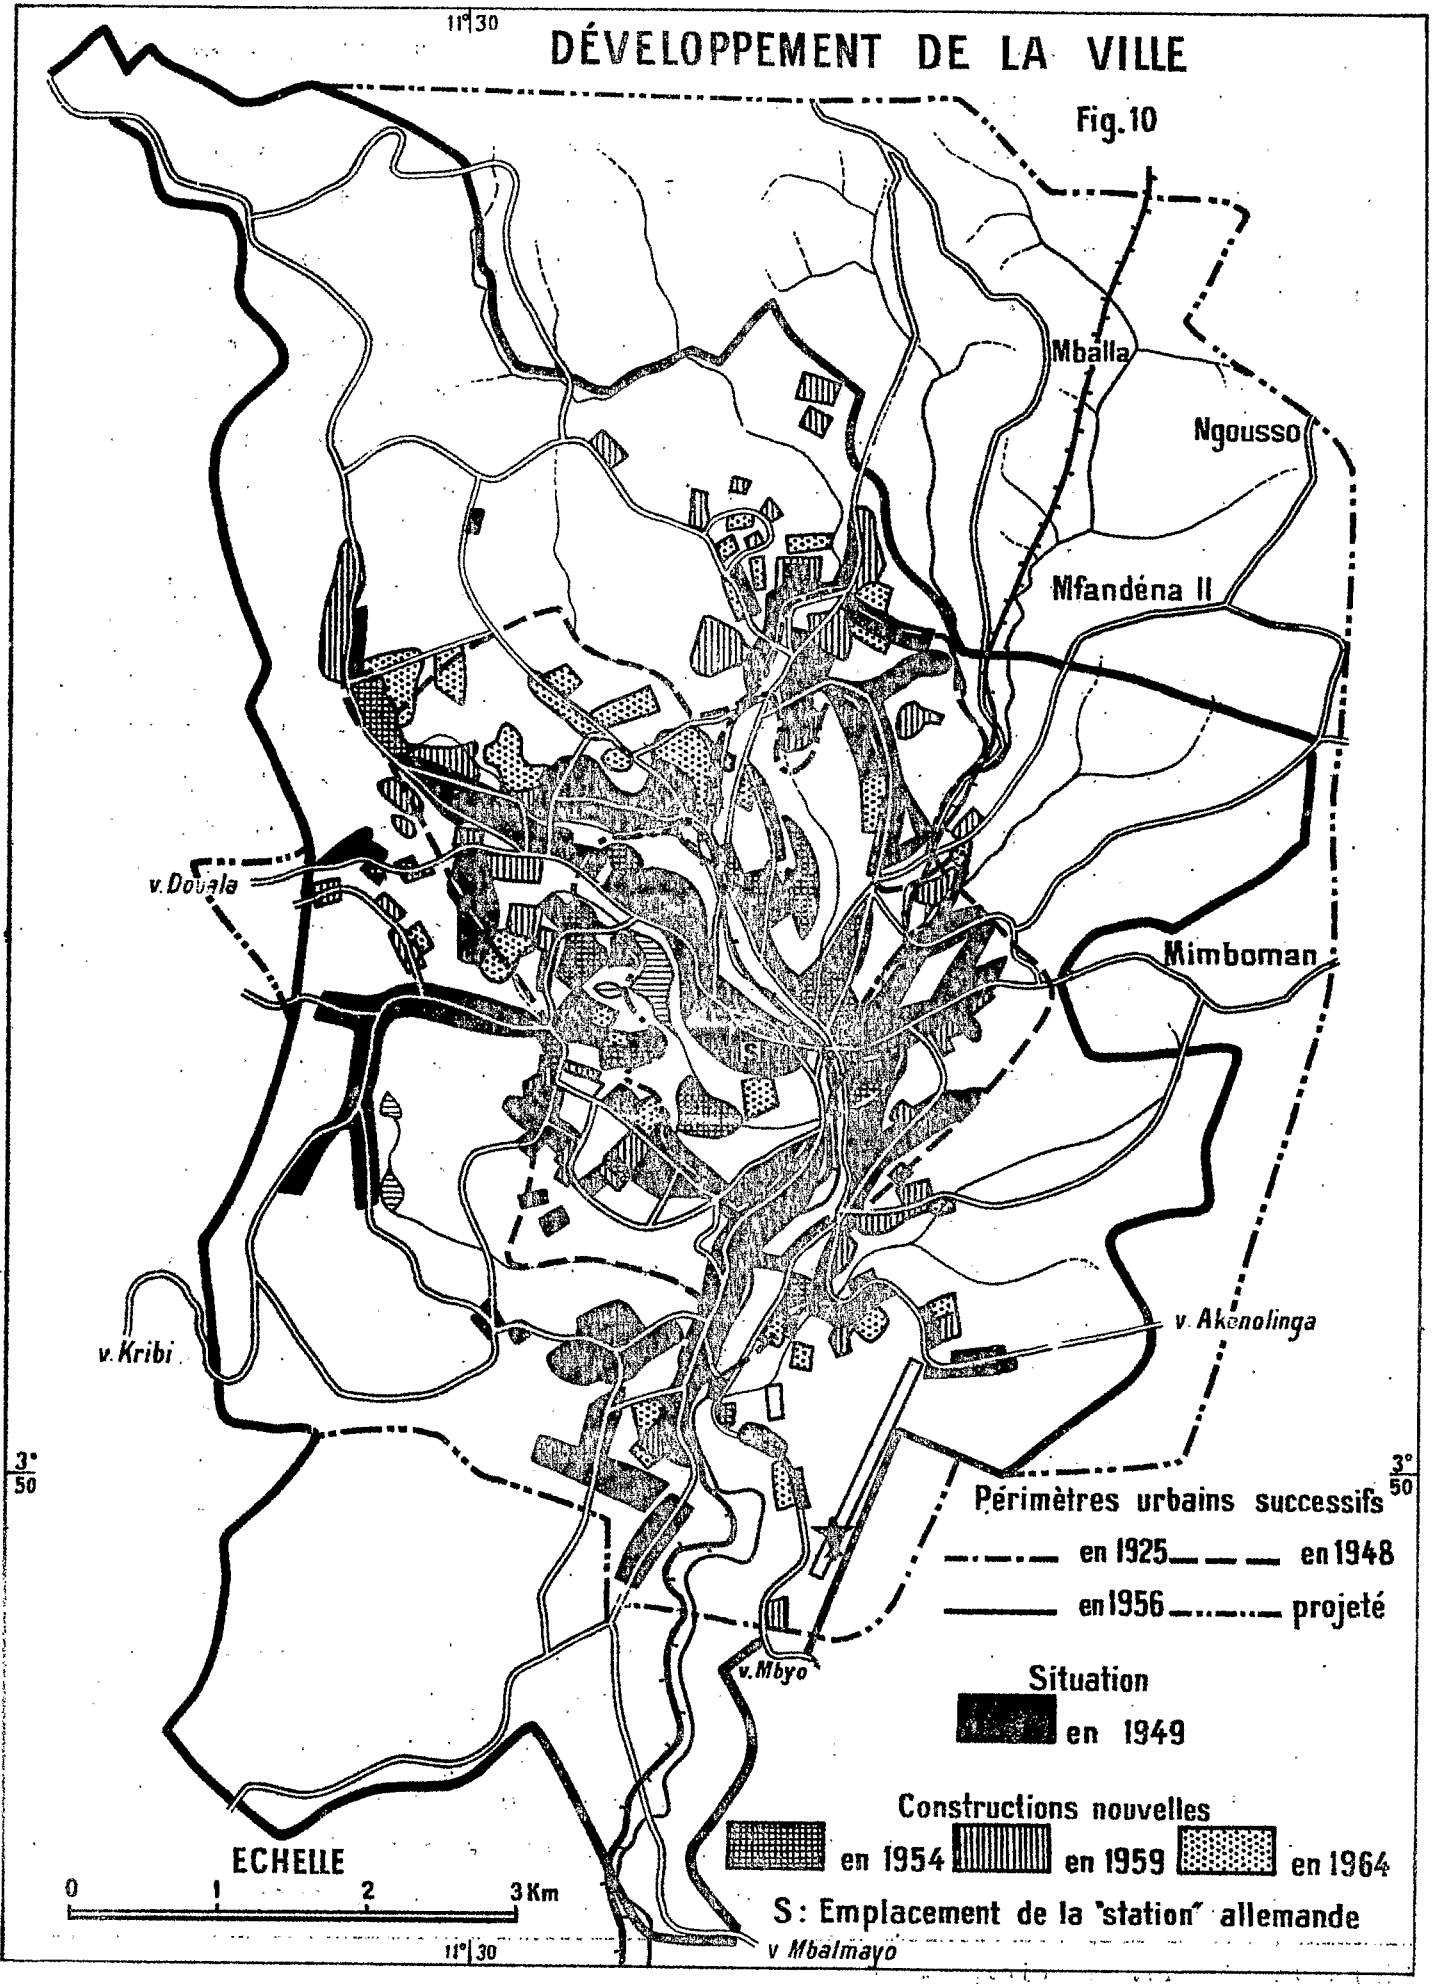 11°30
DÉVELOPPEMENT DE LA VILLE
Fig.10
Mballa
Ngousso
Mfandéna II
v. Douala
Mimboman
S
v. Akonolinga
v. Kribi
3°
50
3°
50
Périmètres urbains successifs
en 1925
en 1948
en 1956
projeté
v. Mbyo
Situation
en 1949
Constructions nouvelles
en 1954
en 1959
en 1964
ECHELLE
0 1 2 3 Km
S : Emplacement de la "station" allemande
11°30
v Mbalmayo